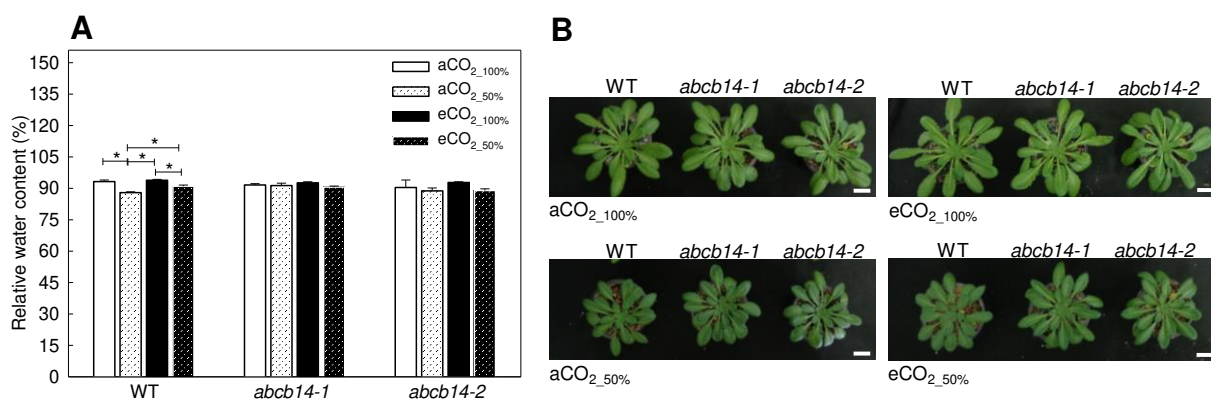 A
Relative water content (%)
150
135
120
105
90
75
60
45
30
15
0
aCO2_100%
aCO2_50%
eCO2_100%
eCO2_50%
* * * *
WT abcb14-1 abcb14-2
B
WT abcb14-1 abcb14-2
aCO2_100%
WT abcb14-1 abcb14-2
eCO2_100%
WT abcb14-1 abcb14-2
aCO2_50%
WT abcb14-1 abcb14-2
eCO2_50%